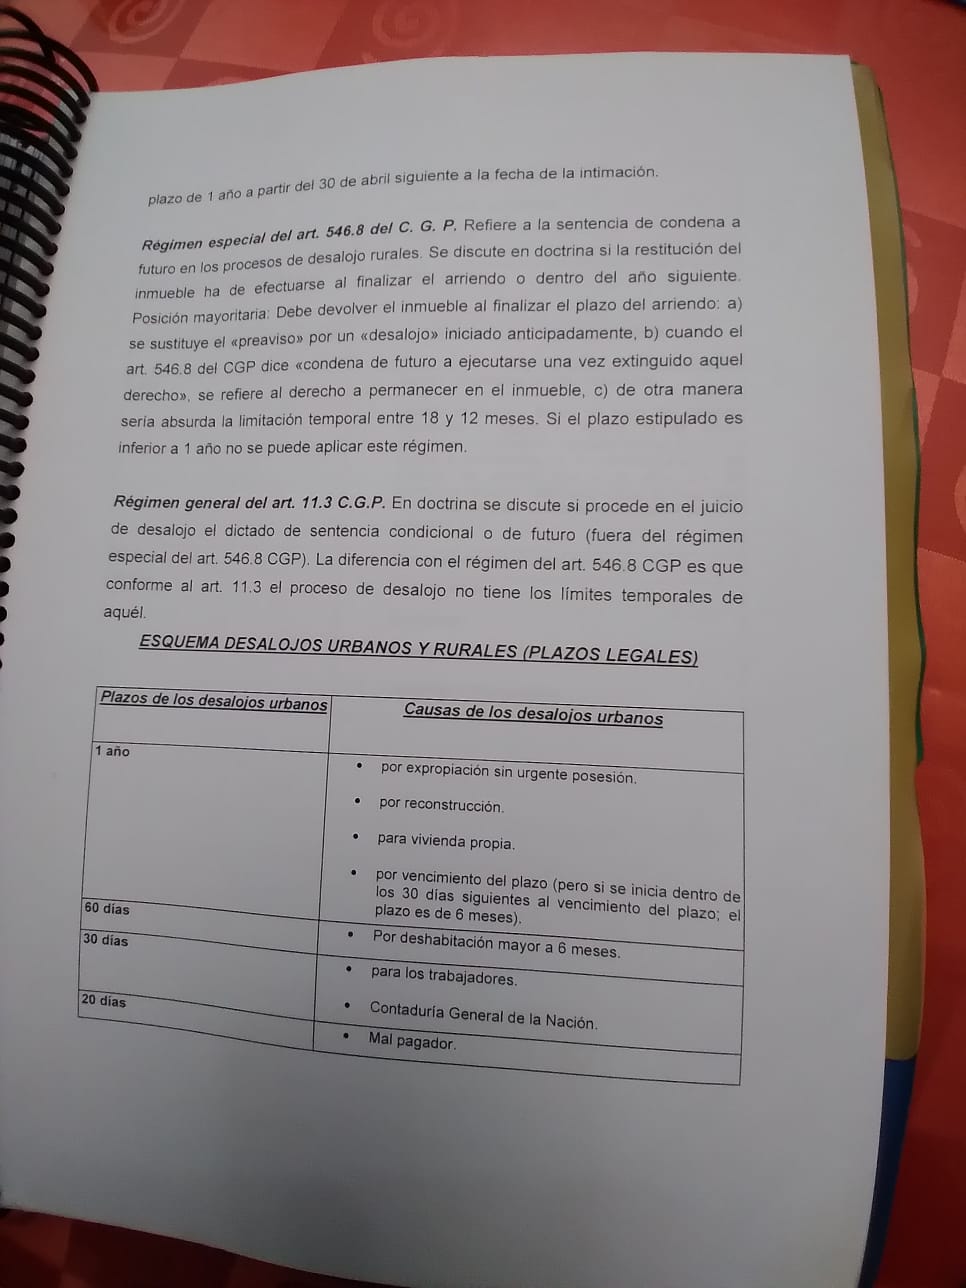 plazo de 1 año a partir del 30 de abril siguiente a la fecha de la intimación.
Régimen especial del art. 546.8 del C. G. P. Refiere a la sentencia de condena a
futuro en los procesos de desalojo rurales. Se discute en doctrina si la restitución del
inmueble ha de efectuarse al finalizar el arriendo o dentro del año siguiente.
Posición mayoritaria: Debe devolver el inmueble al finalizar el plazo del arriendo: a)
se sustituye el «preaviso» por un «desalojo» iniciado anticipadamente, b) cuando el
art. 546.8 del CGP dice «condena de futuro a ejecutarse una vez extinguido aquel
derecho», se refiere al derecho a permanecer en el inmueble, c) de otra manera
sería absurda la limitación temporal entre 18 y 12 meses. Si el plazo estipulado es
inferior a 1 año no se puede aplicar este régimen.
Régimen general del art. 11.3 C.G.P. En doctrina se discute si procede en el juicio
de desalojo el dictado de sentencia condicional o de futuro (fuera del régimen
especial del art. 546.8 CGP). La diferencia con el régimen del art. 546.8 CGP es que
conforme al art. 11.3 el proceso de desalojo no tiene los límites temporales de
aquél.
ESQUEMA DESALOJOS URBANOS Y RURALES (PLAZOS LEGALES)
Plazos de los desalojos urbanos
Causas de los desalojos urbanos
1 año
• por expropiación sin urgente posesión.
• por reconstrucción.
• para vivienda propia.
• por vencimiento del plazo (pero si se inicia dentro de
los 30 días siguientes al vencimiento del plazo; el
plazo es de 6 meses).
60 días
• Por deshabitación mayor a 6 meses.
30 días
• para los trabajadores.
• Contaduría General de la Nación.
20 días
• Mal pagador.